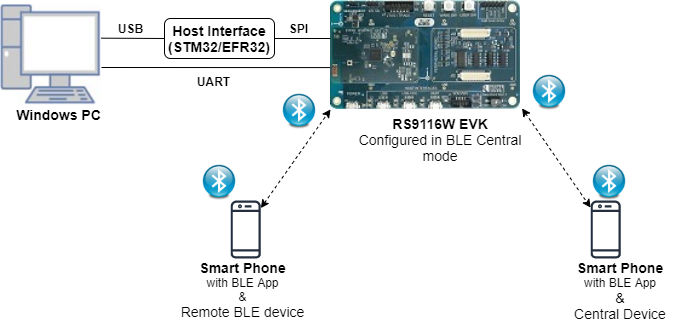 USB
Host Interface
(STM32/EFR32)
SPI
UART
Windows PC
RS9116W EVK
Configured in BLE Central
mode
Smart Phone
with BLE App
&
Remote BLE device
Smart Phone
with BLE App
&
Central Device